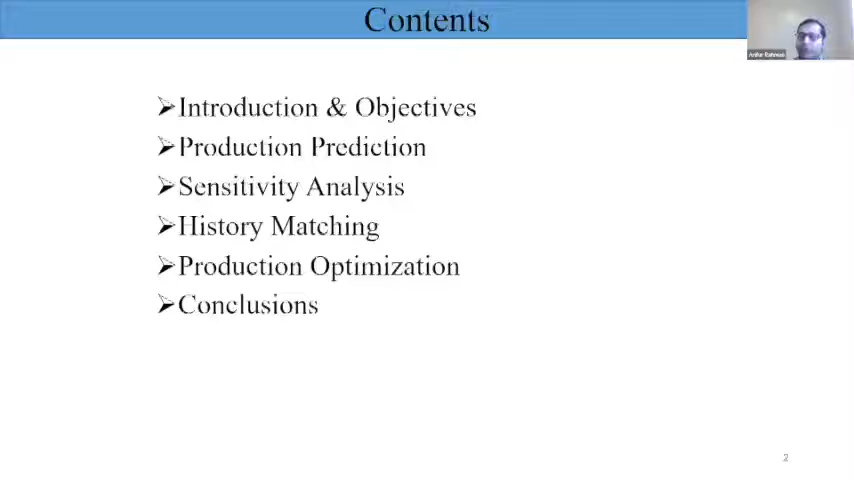 Contents
➢Introduction & Objectives
➢Production Prediction
➢Sensitivity Analysis
➢History Matching
➢Production Optimization
➢Conclusions
2